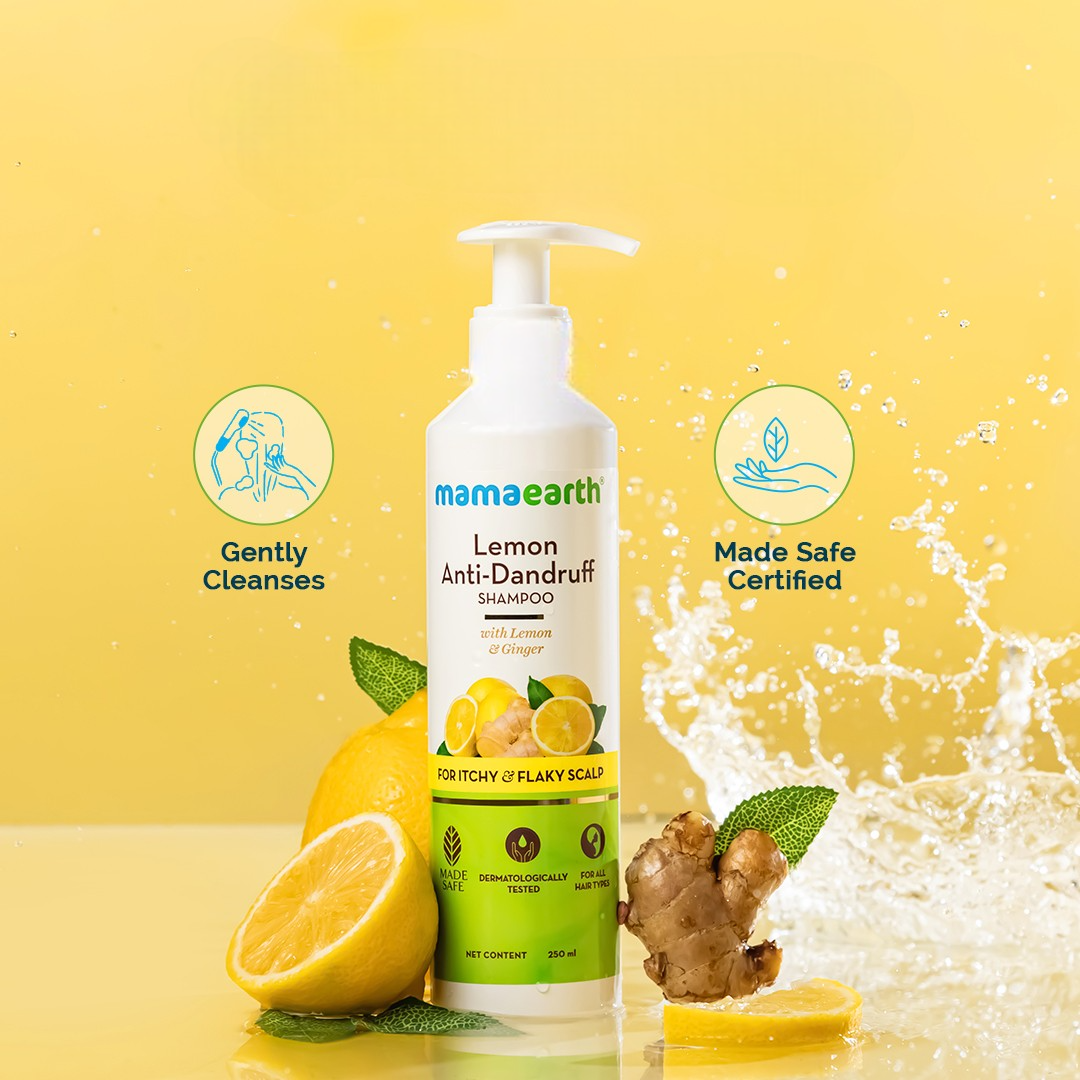 Gently
Cleanses
Made Safe
Certified
mamaearth®
Lemon
Anti-Dandruff
SHAMPOO
with Lemon
& Ginger
FOR ITCHY & FLAKY SCALP
MADE
SAFE
DERMATOLOGICALLY
TESTED
FOR ALL
HAIR TYPES
NET CONTENT 250 ml